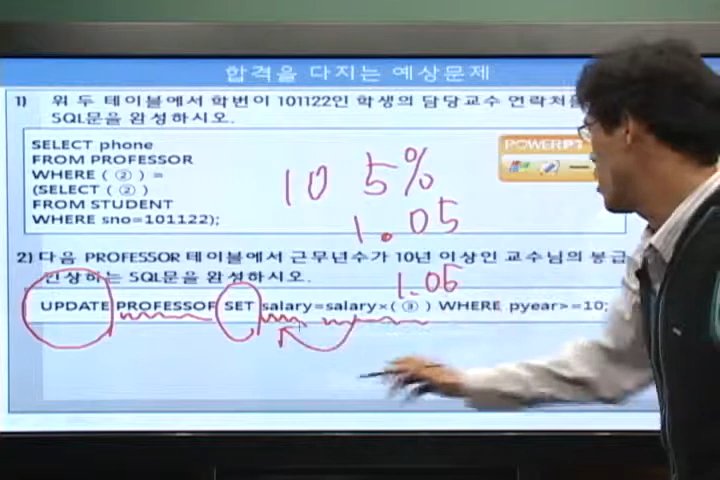 합격을 다지는 예상문제
1) 위 두 테이블에서 학번이 101122인 학생의 담당교수 연락처를
SQL문을 완성하시오.
SELECT phone
FROM PROFESSOR
WHERE ( ② ) =
(SELECT ( ② )
FROM STUDENT
WHERE sno=101122);
POWERP
10 5%
1.05
2) 다음 PROFESSOR 테이블에서 근무년수가 10년 이상인 교수님의 봉급
인상하는 SQL문을 완성하시오.
1.05
UPDATE PROFESSOR SET salary=salary×( ③ ) WHERE pyear>=10;